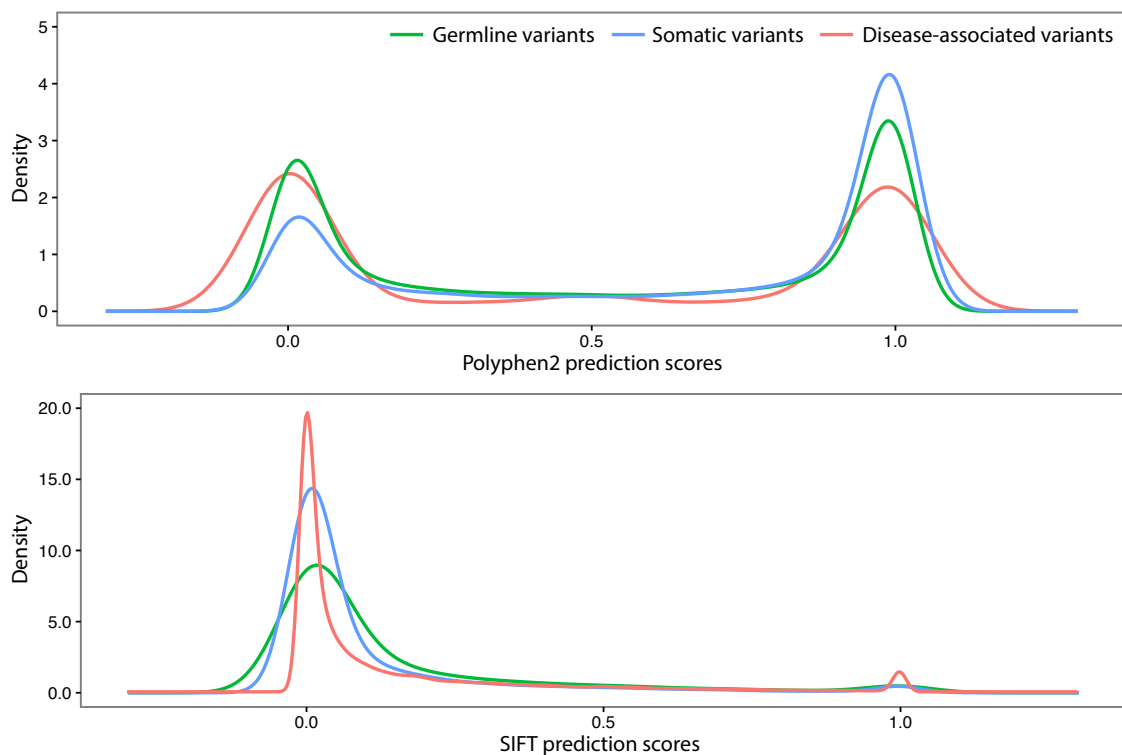 5
Germline variants Somatic variants Disease-associated variants
4
3
2
1
0
Density
0.0 0.5 1.0
Polyphen2 prediction scores
20.0
15.0
10.0
5.0
0.0
Density
0.0 0.5 1.0
SIFT prediction scores